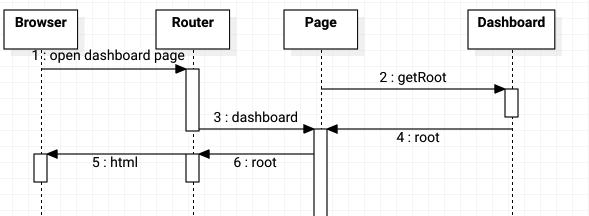 Browser
Router
Page
Dashboard
1 : open dashboard page
2 : getRoot
3 : dashboard
4 : root
5 : html
6 : root